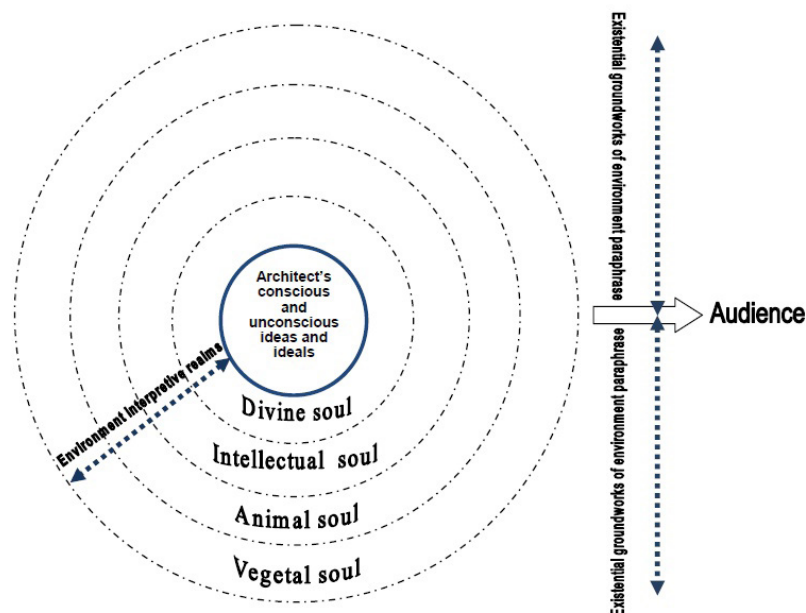 Architect's
conscious
and
unconscious
ideas and
ideals
Divine soul
Intellectual soul
Animal soul
Vegetal soul
Environment interpretive realms
Existential groundworks of environment paraphrase
Existential groundworks of environment paraphrase
Audience